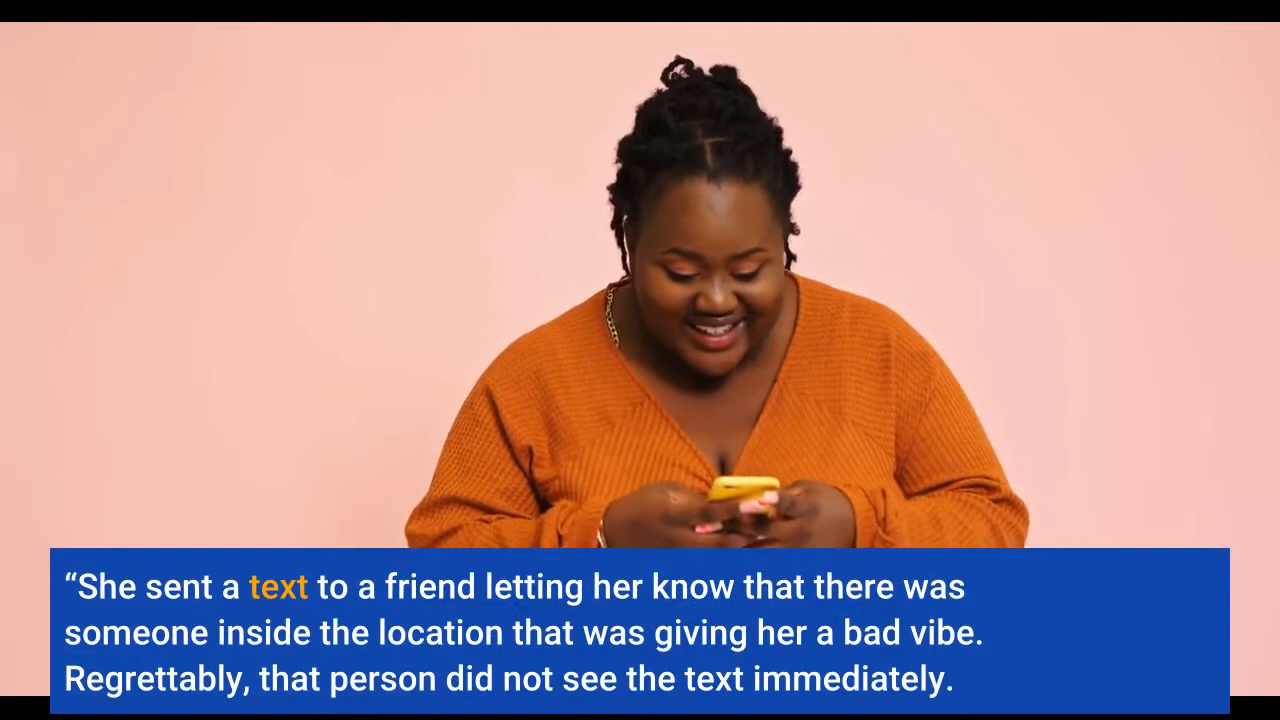 “She sent a text to a friend letting her know that there was
someone inside the location that was giving her a bad vibe.
Regrettably, that person did not see the text immediately.